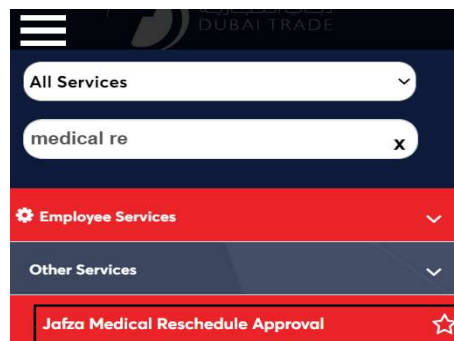 DUBAI TRADE
All Services
medical re
x
Employee Services
Other Services
Jafza Medical Reschedule Approval